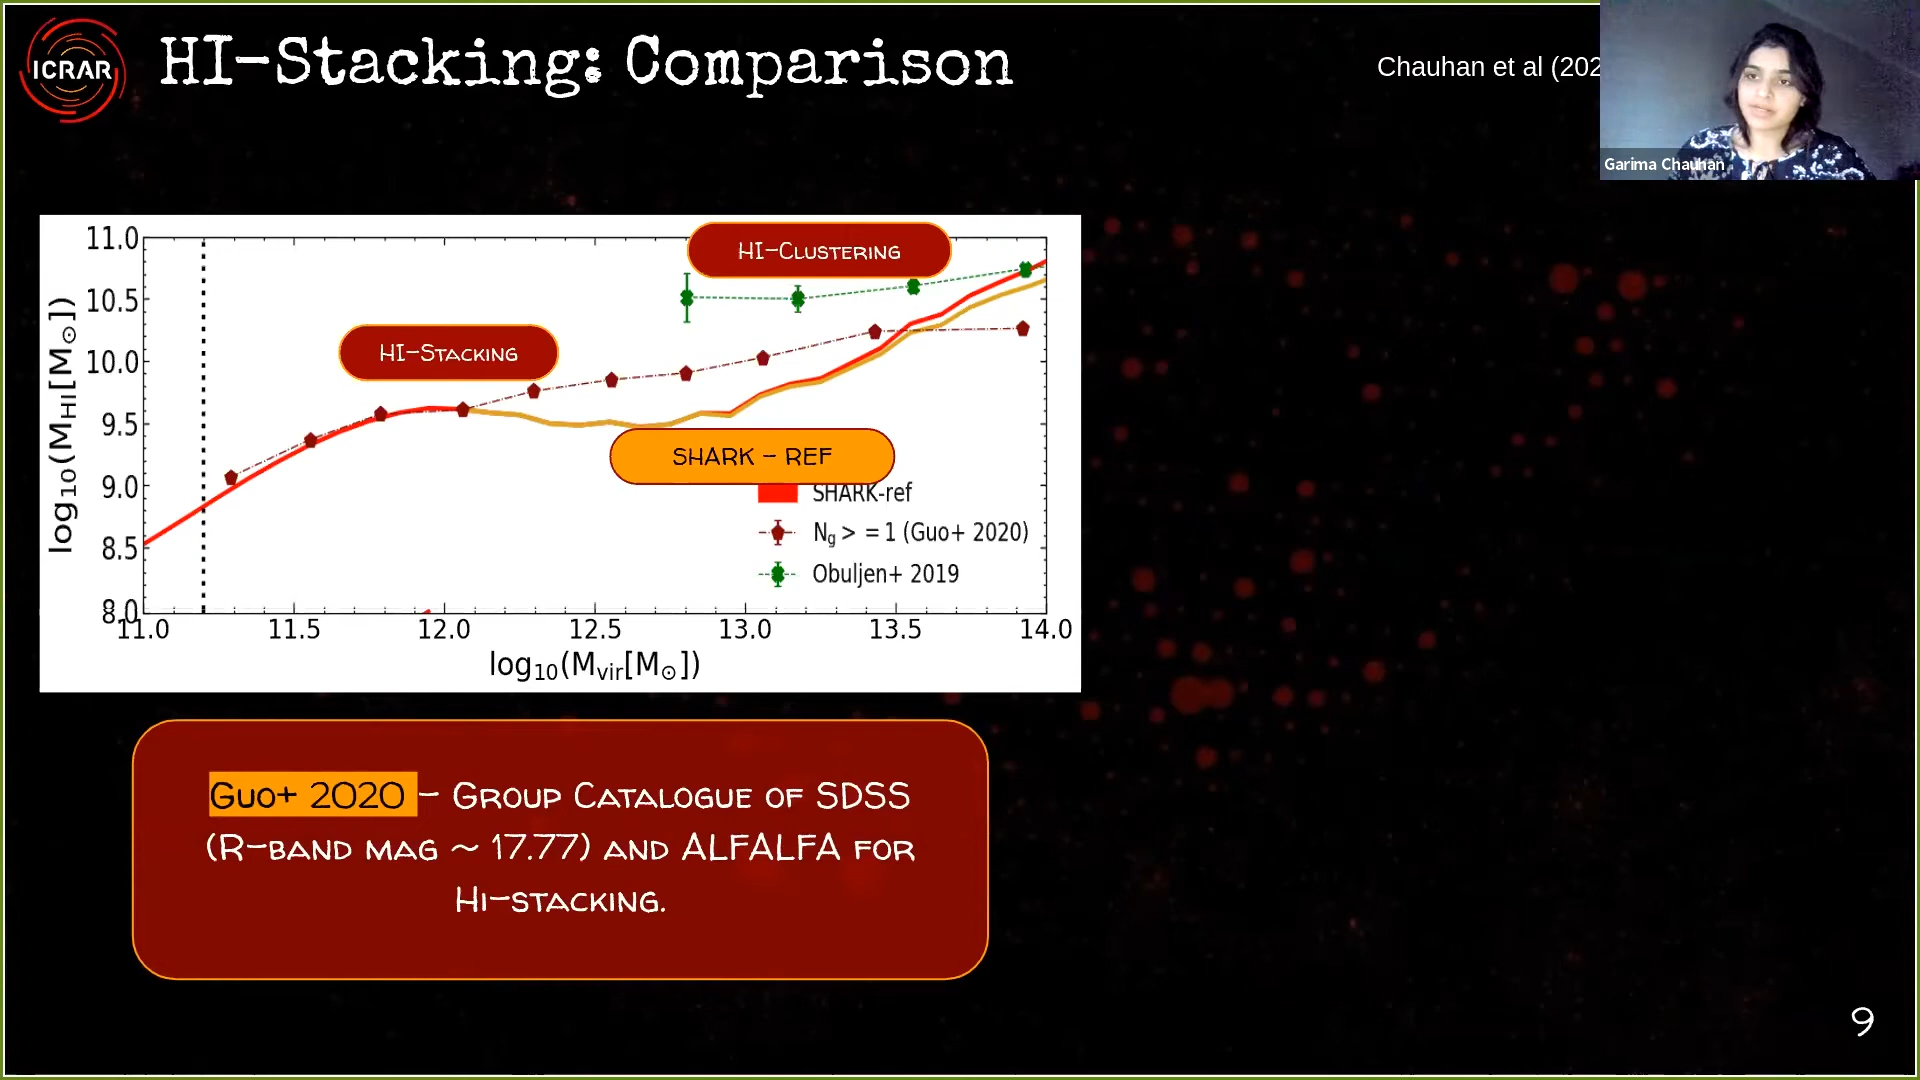 ICRAR
HI-Stacking: Comparison
Chauhan et al (202
Garima Chauhan
HI-Clustering
HI-Stacking
SHARK - REF
SHARK-ref
Ng > = 1 (Guo+ 2020)
Obuljen+ 2019
log10(MHI[M⊙])
11.0
10.5
10.0
9.5
9.0
8.5
8.0
11.0 11.5 12.0 12.5 13.0 13.5 14.0
log10(Mvir[M⊙])
Guo+ 2020 – Group Catalogue of SDSS
(R-band mag ~ 17.77) and ALFALFA for
Hi-stacking.
9